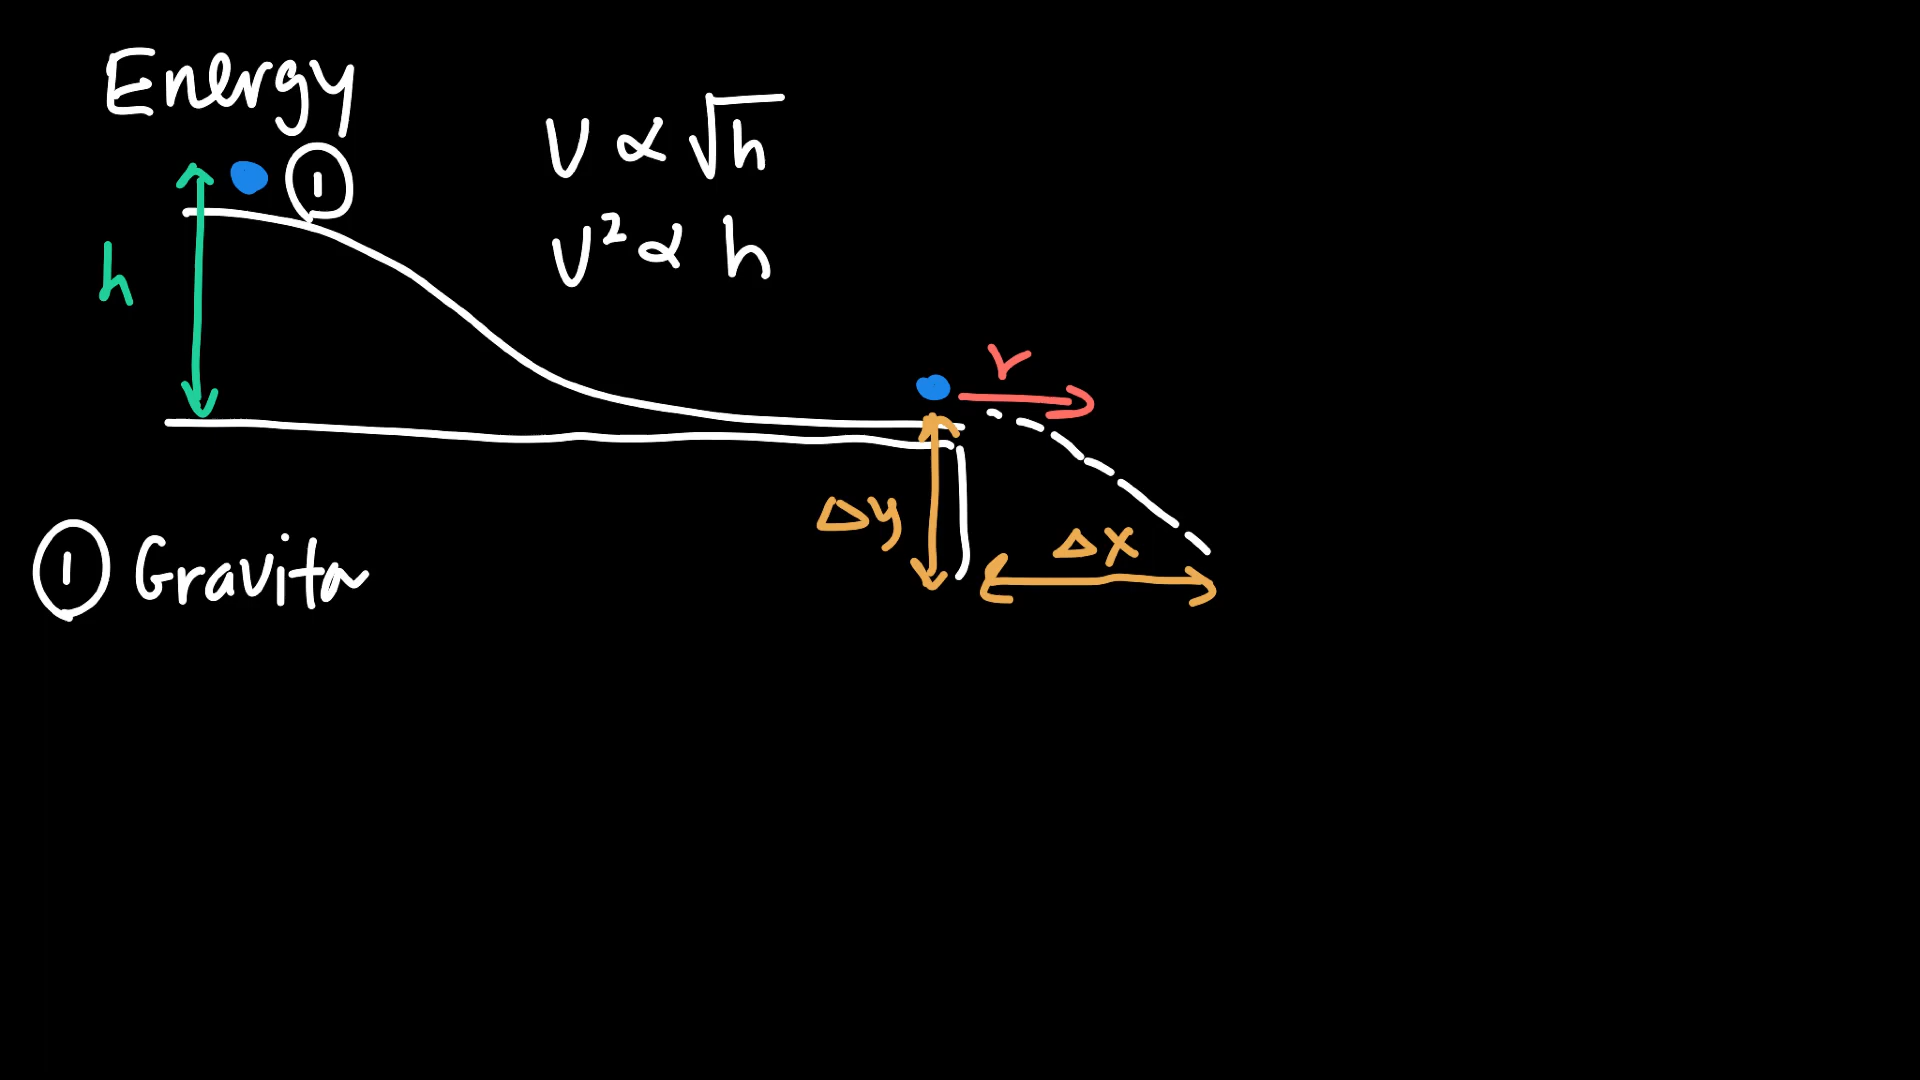 Energy
①
v ∝ √h
v² ∝ h
h
v
Δy
Δx
① Gravita